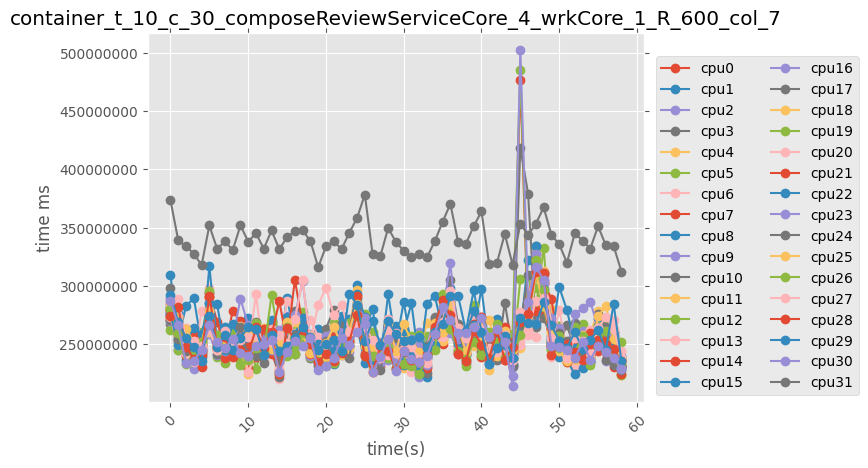 container_t_10_c_30_composeReviewServiceCore_4_wrkCore_1_R_600_col_7
time ms
500000000
450000000
400000000
350000000
300000000
250000000
0
10
20
30
40
50
60
time(s)
cpu0
cpu1
cpu2
cpu3
cpu4
cpu5
cpu6
cpu7
cpu8
cpu9
cpu10
cpu11
cpu12
cpu13
cpu14
cpu15
cpu16
cpu17
cpu18
cpu19
cpu20
cpu21
cpu22
cpu23
cpu24
cpu25
cpu26
cpu27
cpu28
cpu29
cpu30
cpu31